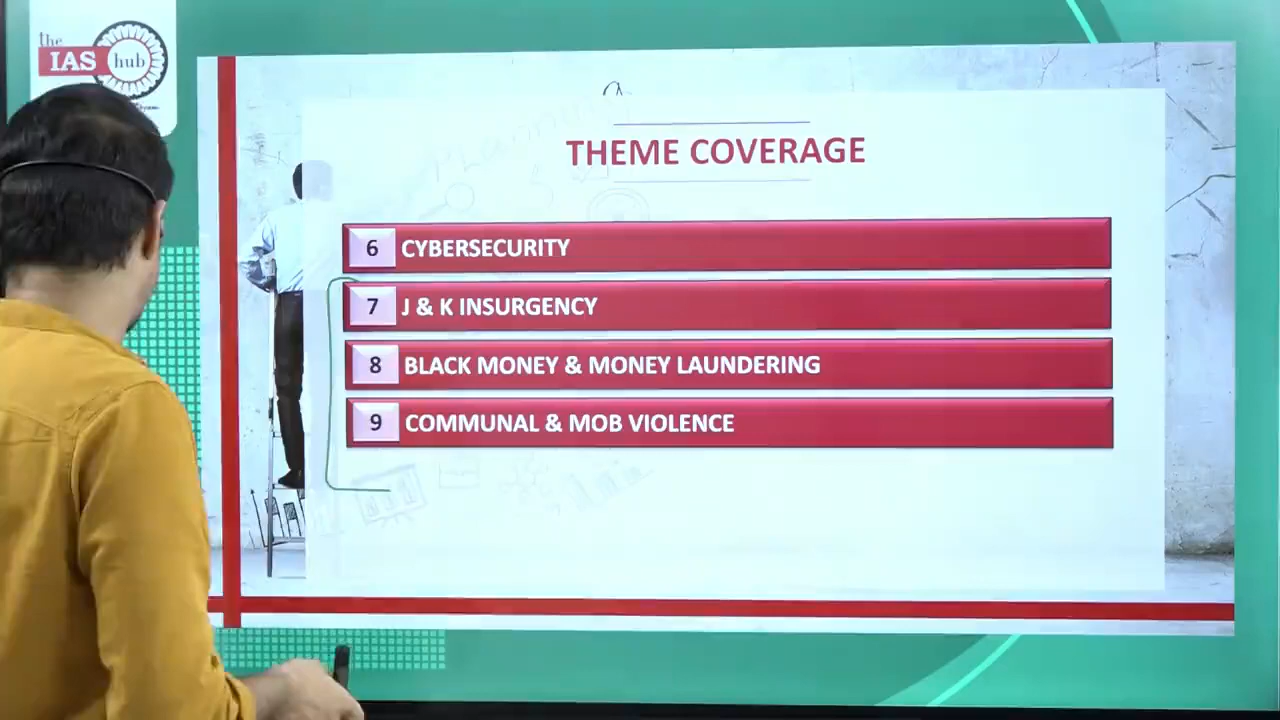 the
IAS hub
THEME COVERAGE
6 CYBERSECURITY
7 J & K INSURGENCY
8 BLACK MONEY & MONEY LAUNDERING
9 COMMUNAL & MOB VIOLENCE